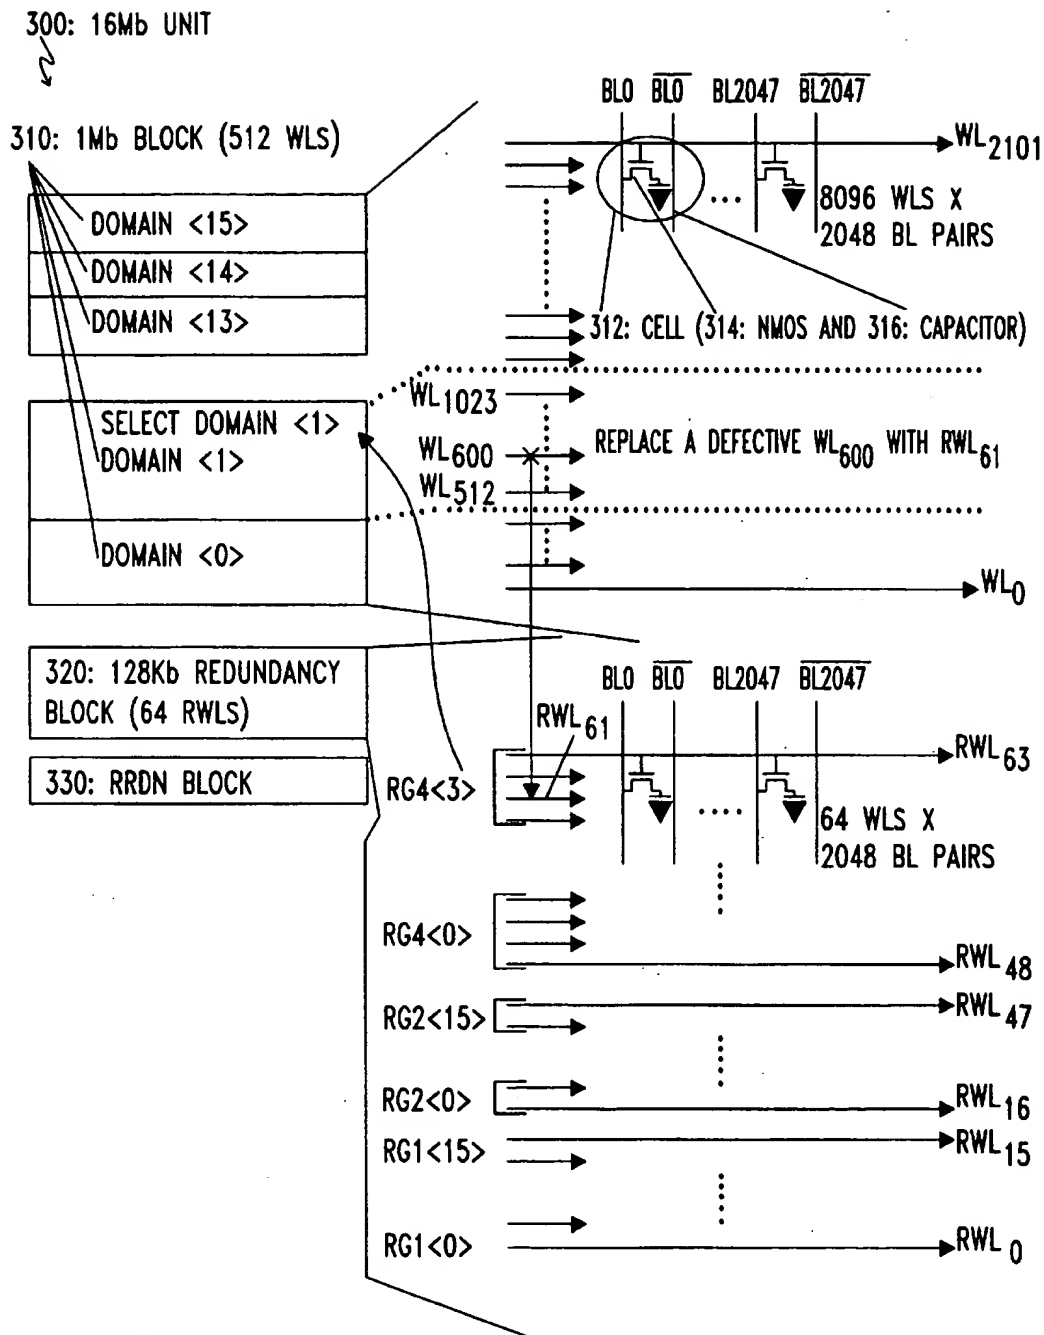 300: 16Mb UNIT
310: 1Mb BLOCK (512 WLS)
DOMAIN <15>
DOMAIN <14>
DOMAIN <13>
SELECT DOMAIN <1>
DOMAIN <1>
DOMAIN <0>
320: 128Kb REDUNDANCY
BLOCK (64 RWLS)
330: RRDN BLOCK
BL0 BL0 BL2047 BL2047
WL2101
8096 WLS X
2048 BL PAIRS
312: CELL (314: NMOS AND 316: CAPACITOR)
WL1023
WL600
REPLACE A DEFECTIVE WL600 WITH RWL61
WL512
WL0
BL0 BL0 BL2047 BL2047
RWL61
RWL63
RG4<3>
64 WLS X
2048 BL PAIRS
RG4<0>
RWL48
RG2<15>
RWL47
RG2<0>
RWL16
RG1<15>
RWL15
RG1<0>
RWL0